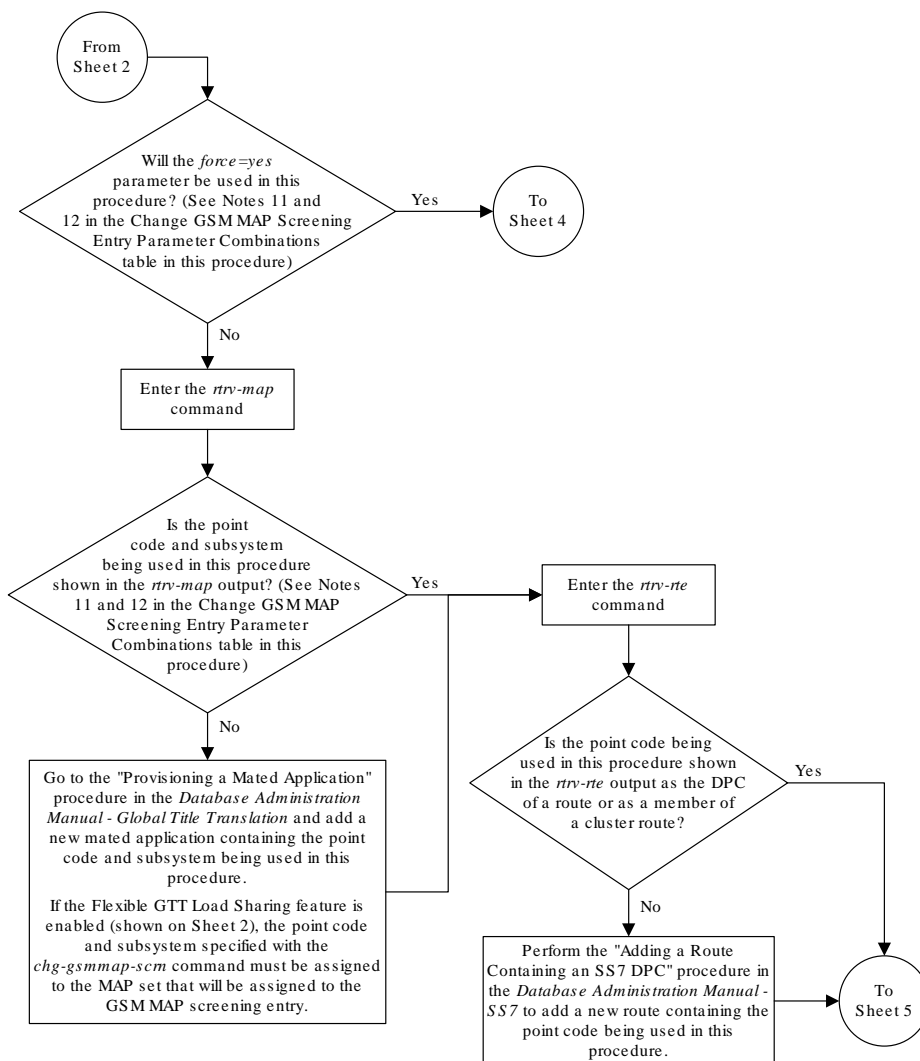 From
Sheet 2
Will the force=yes
parameter be used in this
procedure? (See Notes 11 and
12 in the Change GSM MAP Screening
Entry Parameter Combinations
table in this procedure)
Yes
To
Sheet 4
No
Enter the rtrv-map
command
Is the point
code and subsystem
being used in this procedure
shown in the rtrv-map output? (See Notes
11 and 12 in the Change GSM MAP
Screening Entry Parameter
Combinations table in this
procedure)
Yes
Enter the rtrv-rte
command
No
Go to the "Provisioning a Mated Application"
procedure in the Database Administration
Manual - Global Title Translation and add a
new mated application containing the point
code and subsystem being used in this
procedure.
If the Flexible GTT Load Sharing feature is
enabled (shown on Sheet 2), the point code
and subsystem specified with the
chg-gsmmap-scrn command must be assigned
to the MAP set that will be assigned to the
GSM MAP screening entry.
Is the point code being
used in this procedure shown
in the rtrv-rte output as the DPC
of a route or as a member of
a cluster route?
Yes
No
Perform the "Adding a Route
Containing an SS7 DPC" procedure in
the Database Administration Manual -
SS7 to add a new route containing the
point code being used in this
procedure.
To
Sheet 5